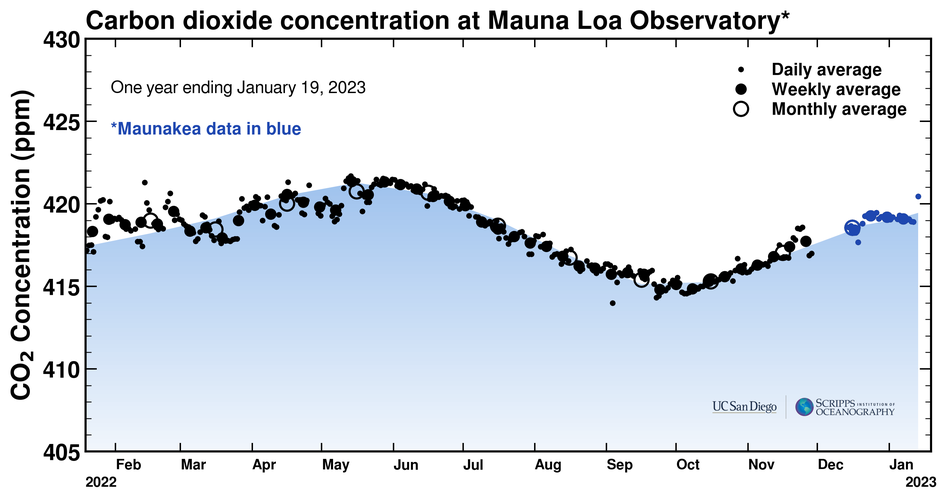 Carbon dioxide concentration at Mauna Loa Observatory*
CO2 Concentration (ppm)
430
425
420
415
410
405
One year ending January 19, 2023
*Maunakea data in blue
Daily average
Weekly average
Monthly average
UC San Diego
SCRIPPS INSTITUTION OF
OCEANOGRAPHY
Feb Mar Apr May Jun Jul Aug Sep Oct Nov Dec Jan
2022 2023